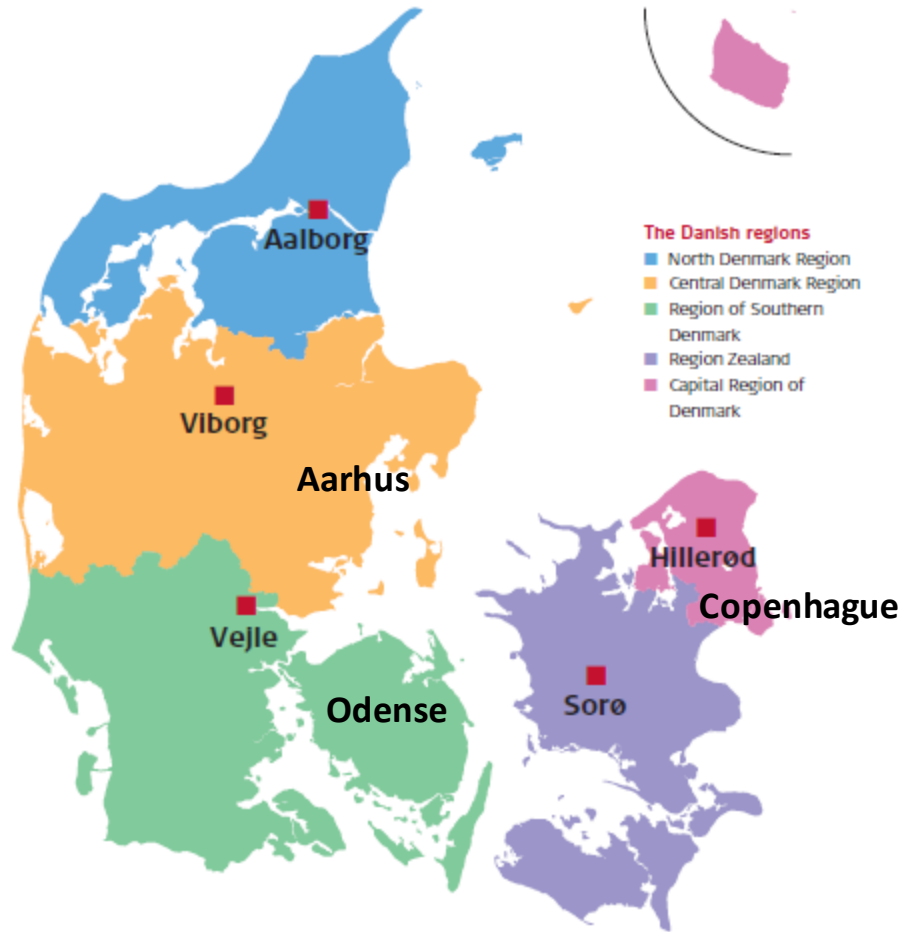 Aalborg
The Danish regions
North Denmark Region
Central Denmark Region
Region of Southern
Denmark
Region Zealand
Capital Region of
Denmark
Viborg
Aarhus
Hillerød
Copenhague
Vejle
Sorø
Odense